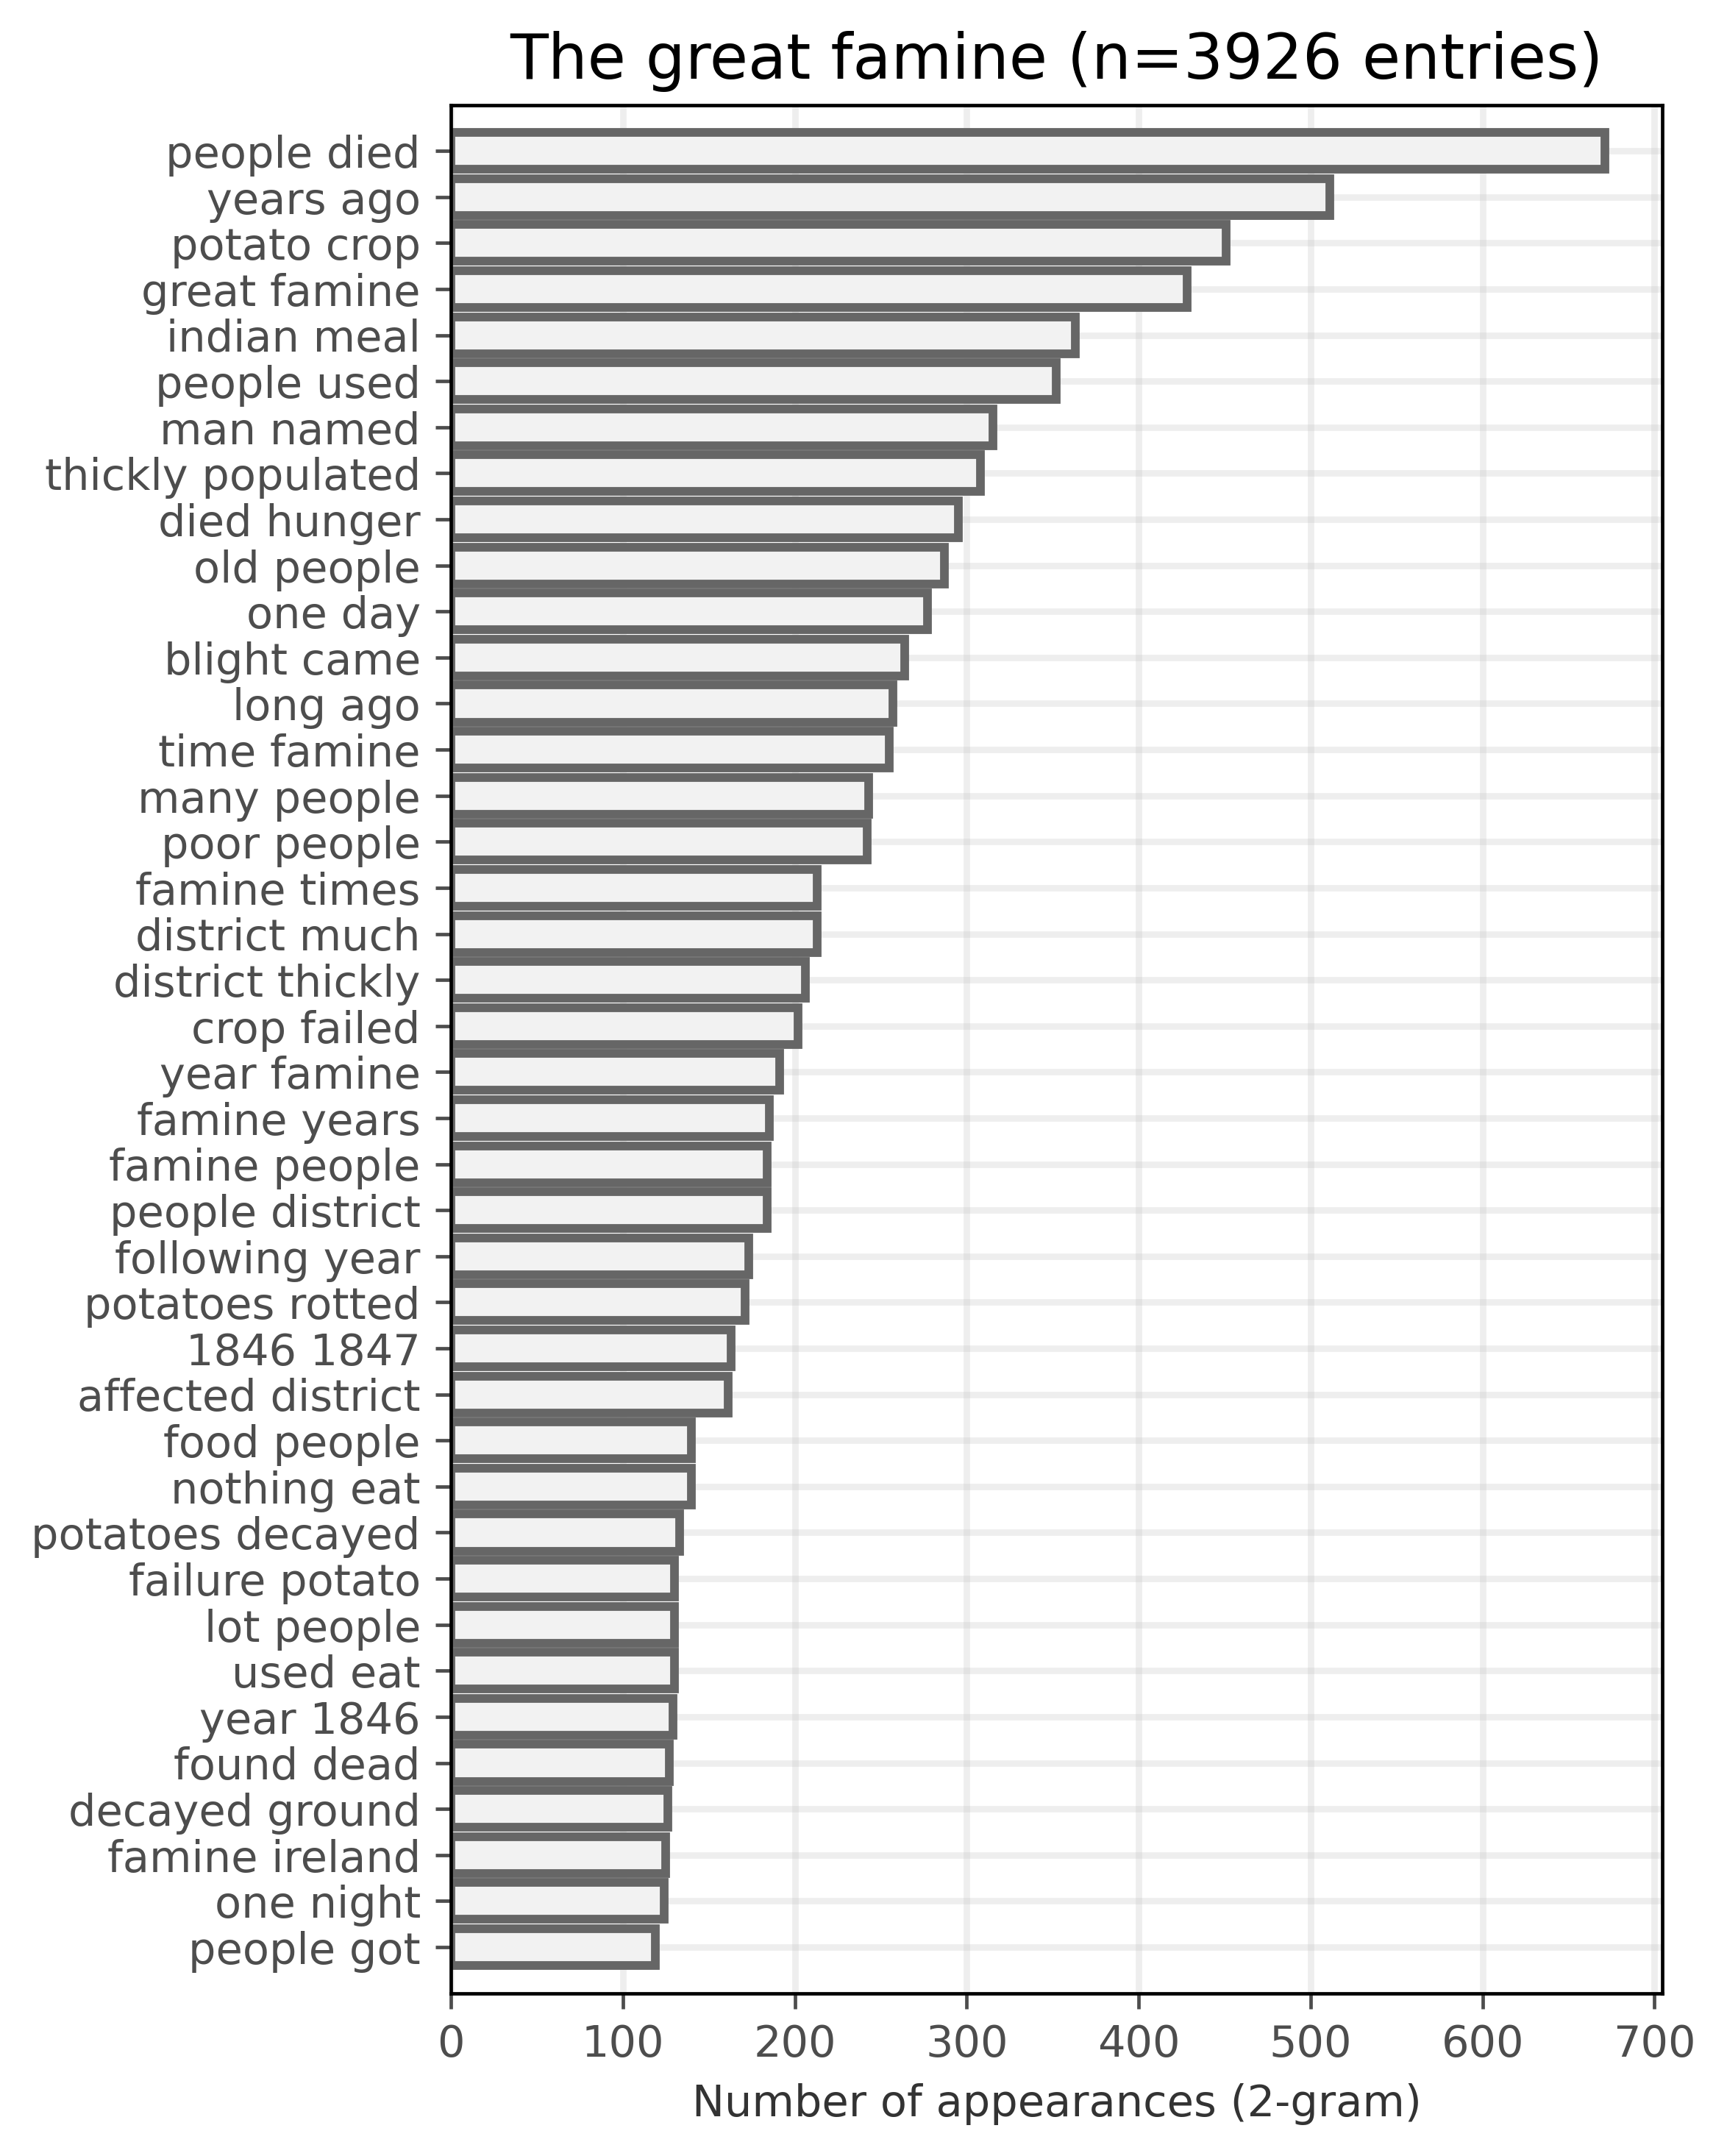 The great famine (n=3926 entries)
people died
years ago
potato crop
great famine
indian meal
people used
man named
thickly populated
died hunger
old people
one day
blight came
long ago
time famine
many people
poor people
famine times
district much
district thickly
crop failed
year famine
famine years
famine people
people district
following year
potatoes rotted
1846 1847
affected district
food people
nothing eat
potatoes decayed
failure potato
lot people
used eat
year 1846
found dead
decayed ground
famine ireland
one night
people got
0 100 200 300 400 500 600 700
Number of appearances (2-gram)